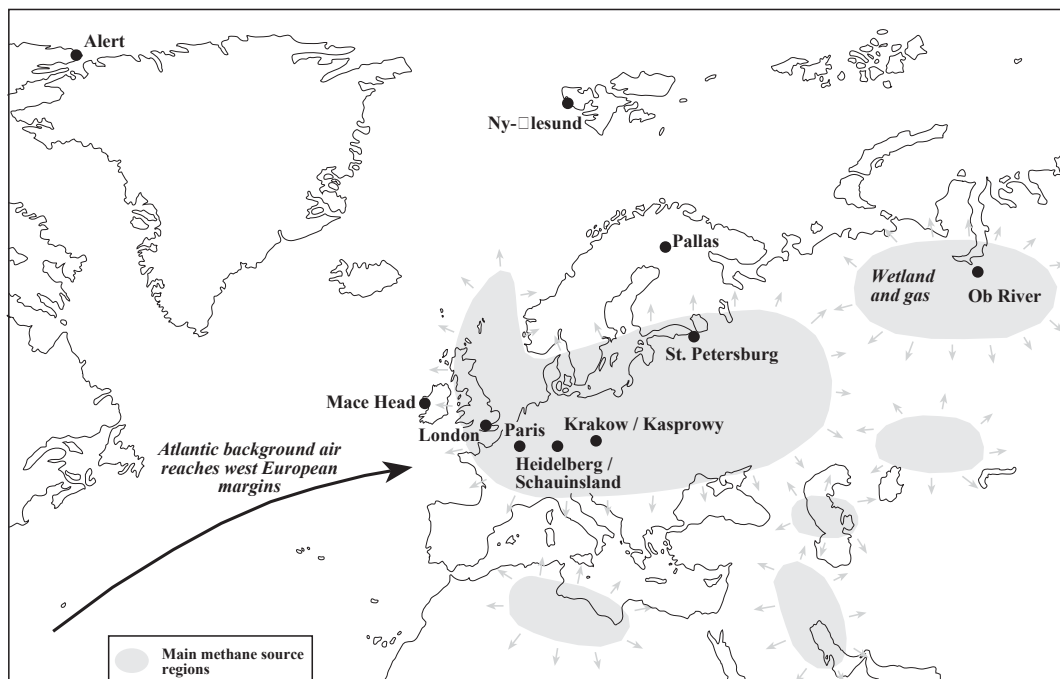 Alert
Ny-□lesund
Pallas
Wetland
and gas
Ob River
St. Petersburg
Mace Head
London
Paris
Krakow / Kasprowy
Heidelberg /
Schauinsland
Atlantic background air
reaches west European
margins
Main methane source
regions